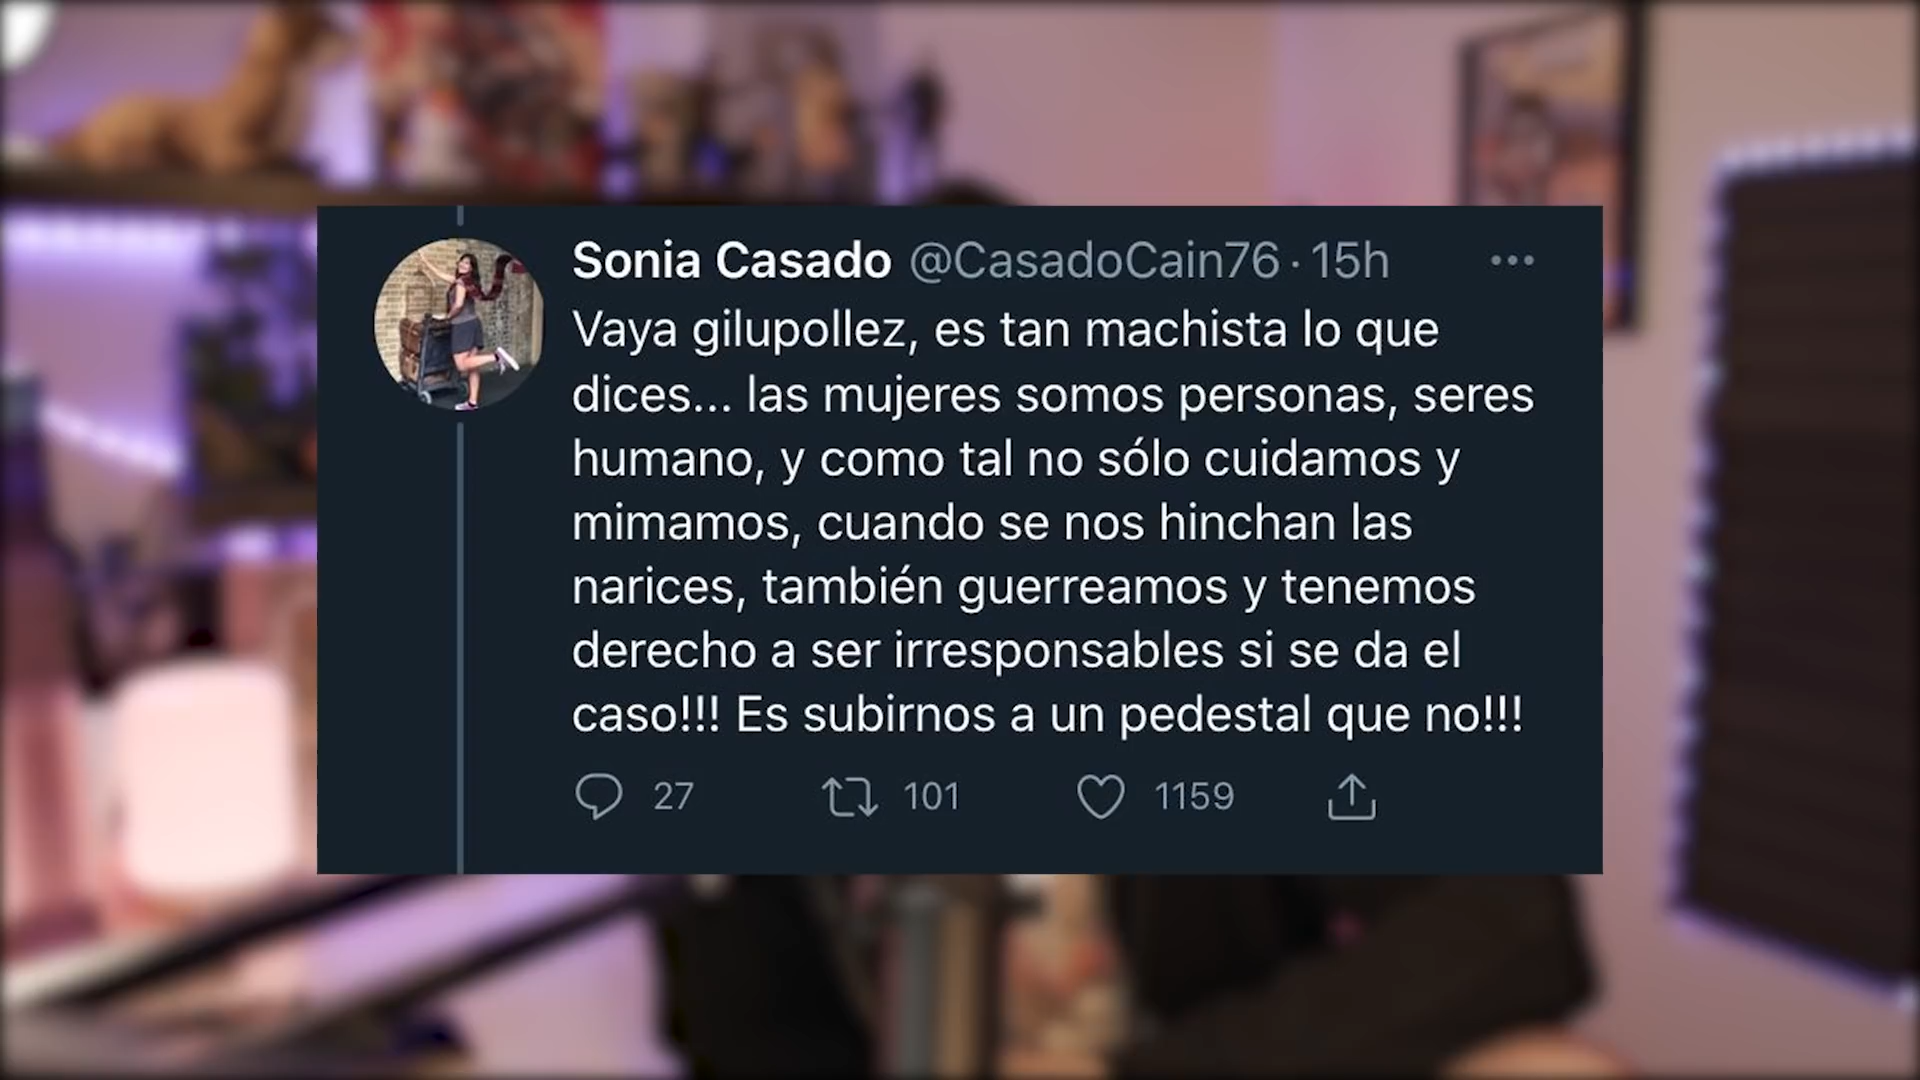 Sonia Casado @CasadoCain76 · 15h
Vaya gilupollez, es tan machista lo que
dices... las mujeres somos personas, seres
humano, y como tal no sólo cuidamos y
mimamos, cuando se nos hinchan las
narices, también guerreamos y tenemos
derecho a ser irresponsables si se da el
caso!!! Es subirnos a un pedestal que no!!!
27 101 1159